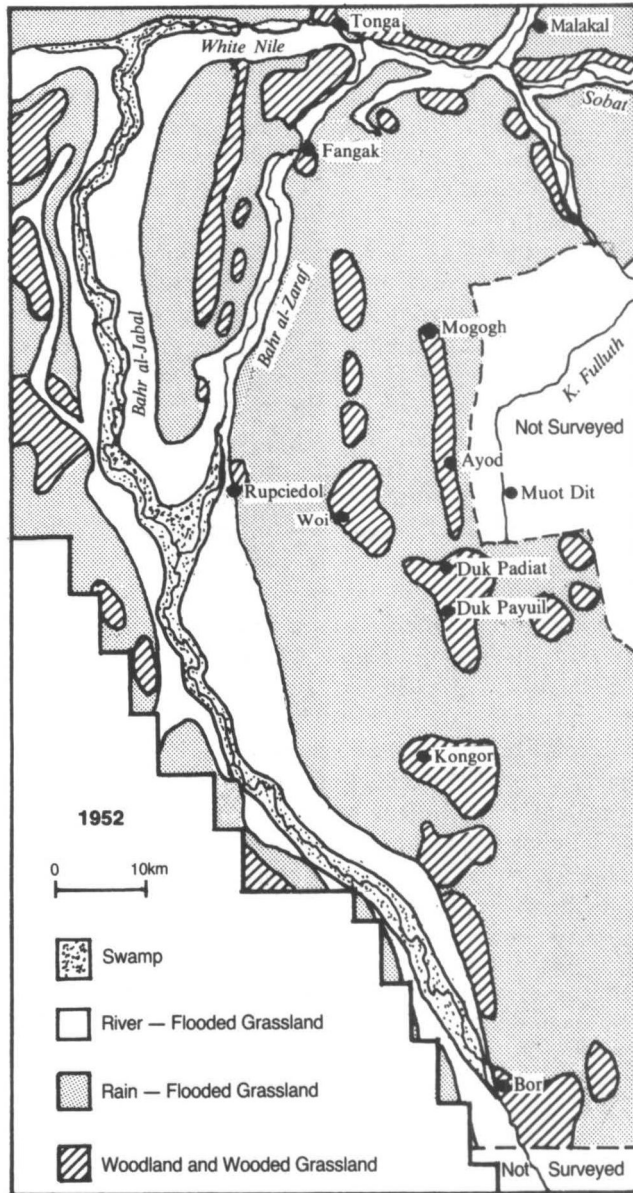 Tonga
Malakal
White Nile
Sobat
Fangak
Bahr al-Zaraf
Bahr al-Jabal
Mogogh
K. Fulluth
Not Surveyed
Ayod
Rupciedol
Muot Dit
Woi
Duk Padiat
Duk Payuil
Kongor
1952
0 10km
Swamp
River — Flooded Grassland
Rain — Flooded Grassland
Bor
Woodland and Wooded Grassland
Not Surveyed